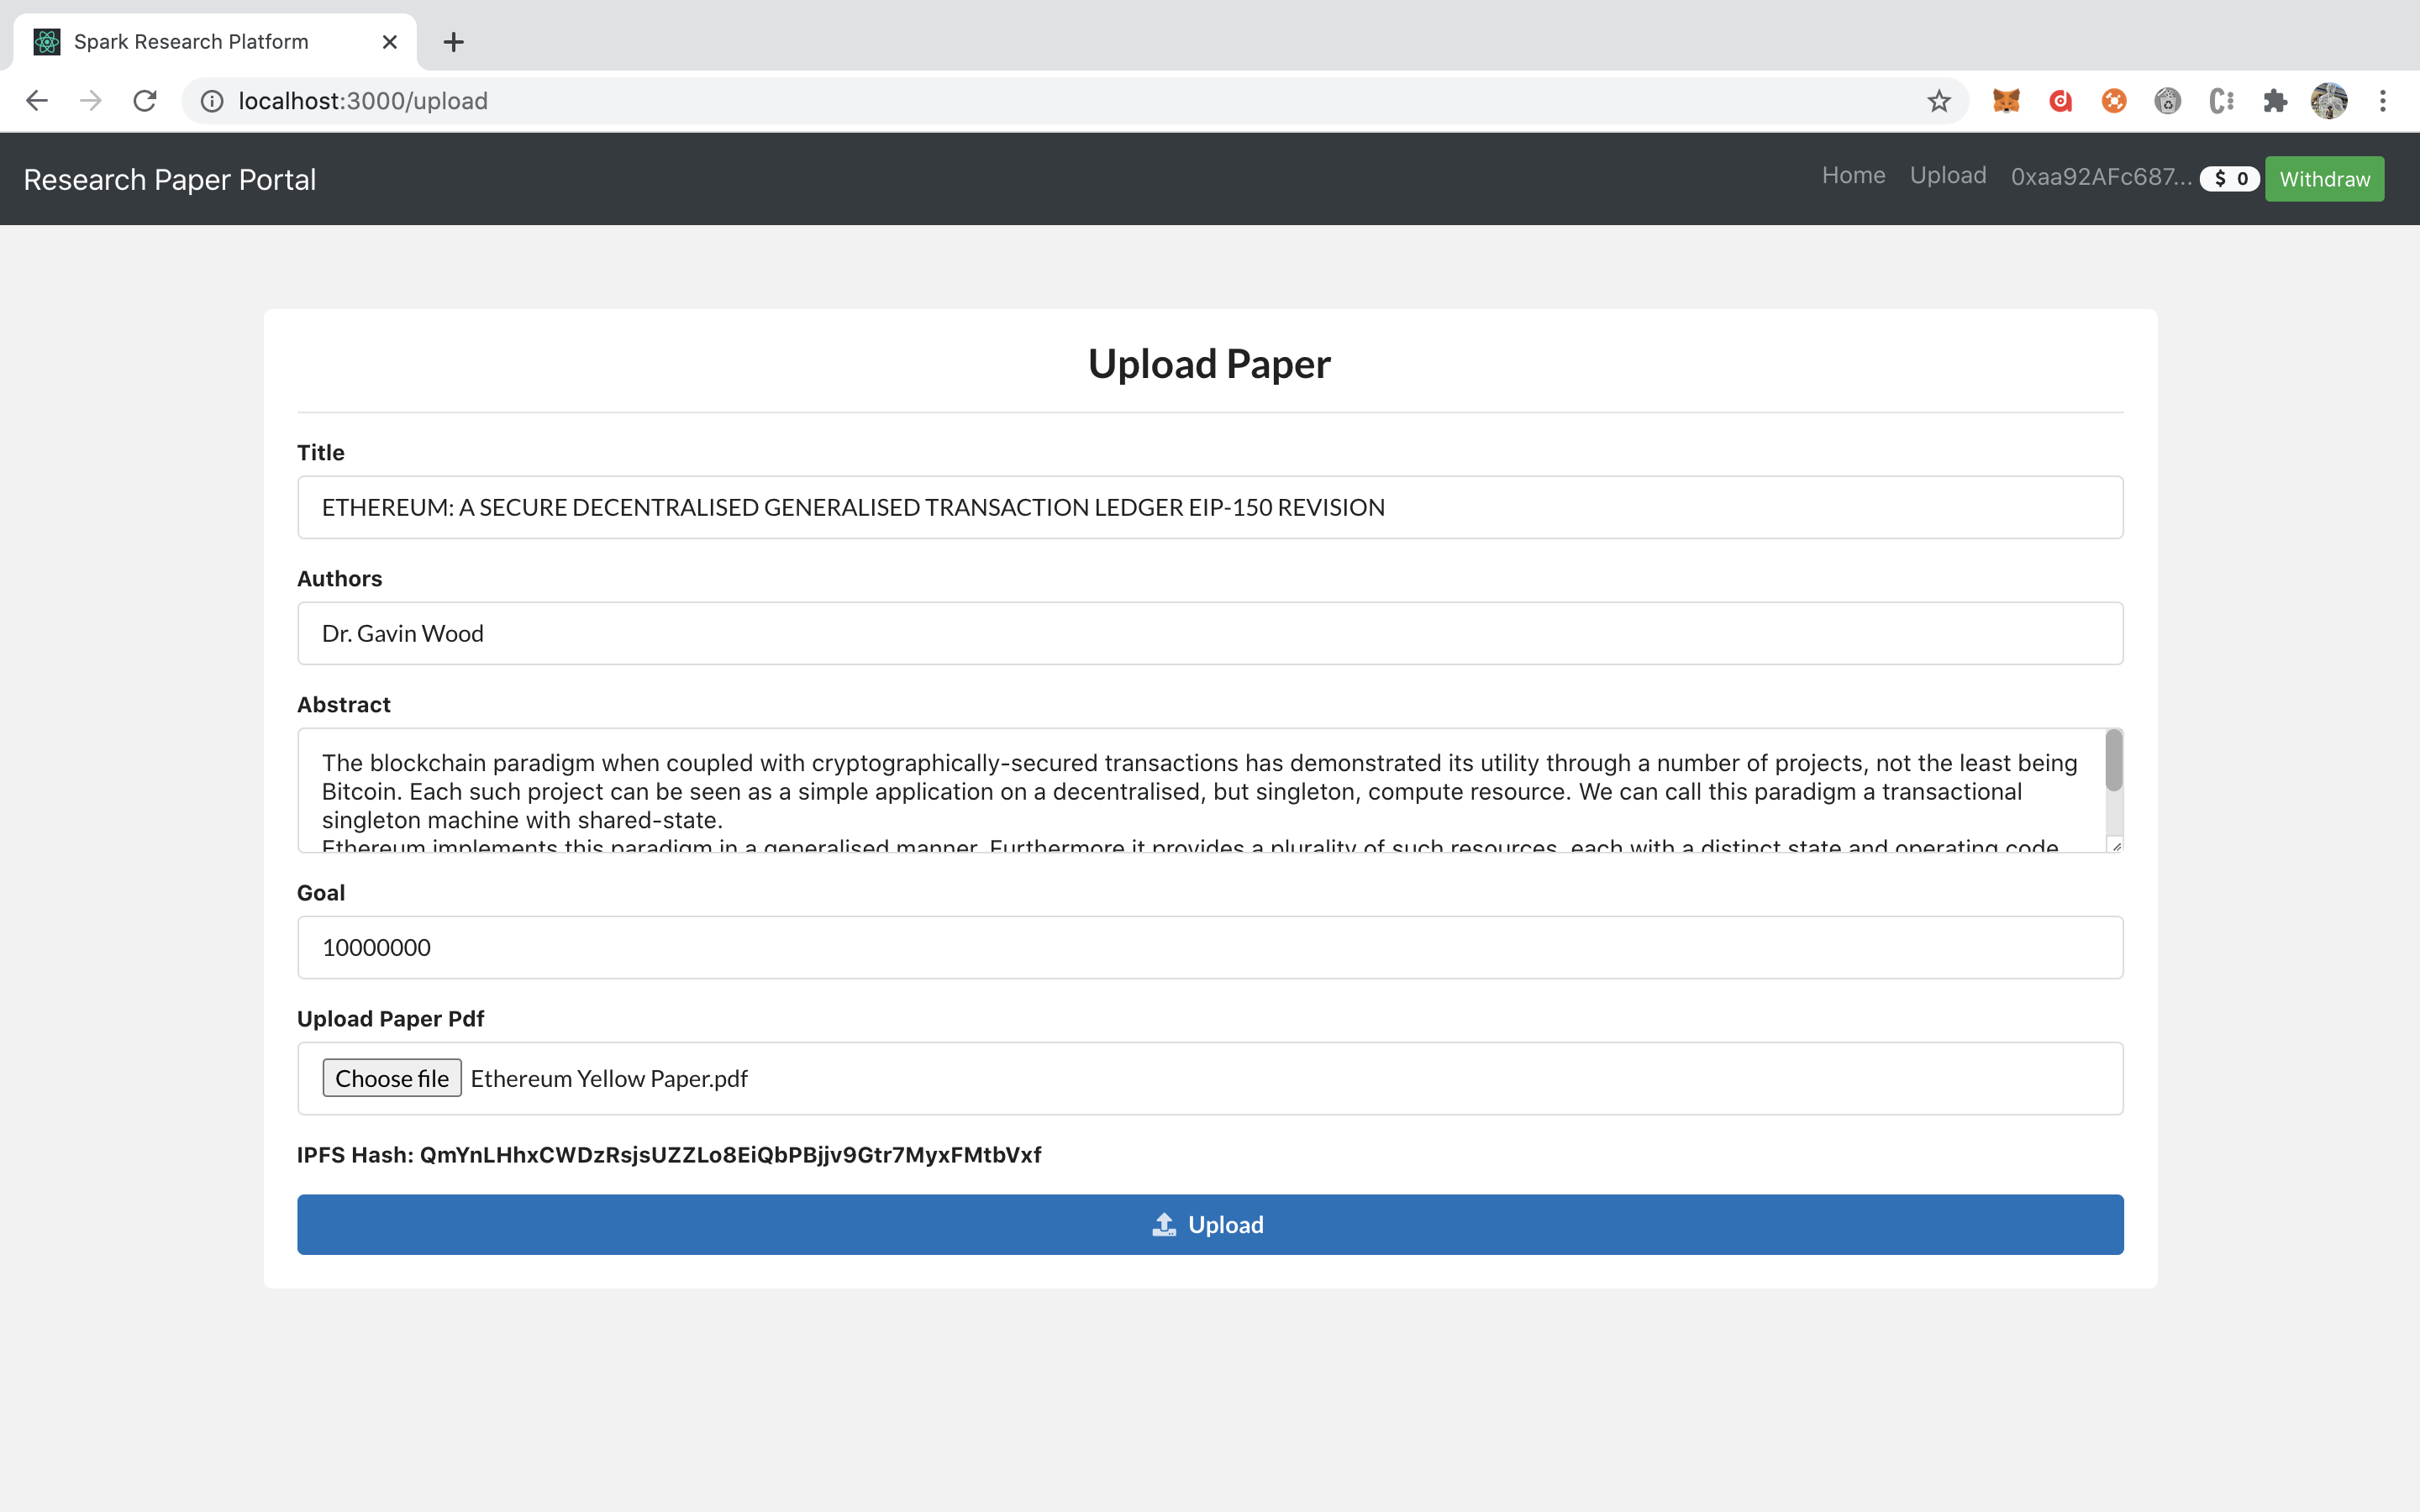 Spark Research Platform
localhost:3000/upload
Research Paper Portal
Home
Upload
0xaa92AFc687...
$ 0
Withdraw
Upload Paper
Title
ETHEREUM: A SECURE DECENTRALISED GENERALISED TRANSACTION LEDGER EIP-150 REVISION
Authors
Dr. Gavin Wood
Abstract
The blockchain paradigm when coupled with cryptographically-secured transactions has demonstrated its utility through a number of projects, not the least being
Bitcoin. Each such project can be seen as a simple application on a decentralised, but singleton, compute resource. We can call this paradigm a transactional
singleton machine with shared-state.
Ethereum implements this paradigm in a generalised manner. Furthermore it provides a plurality of such resources, each with a distinct state and operating code
Goal
10000000
Upload Paper Pdf
Choose file Ethereum Yellow Paper.pdf
IPFS Hash: QmYnLHhxCWDzRsjsUZZLo8EiQbPBjjv9Gtr7MyxFMtbVxf
Upload